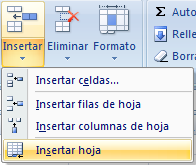 Insertar Eliminar Formato
Auto
Relle
Borra
Insertar celdas...
Insertar filas de hoja
Insertar columnas de hoja
Insertar hoja